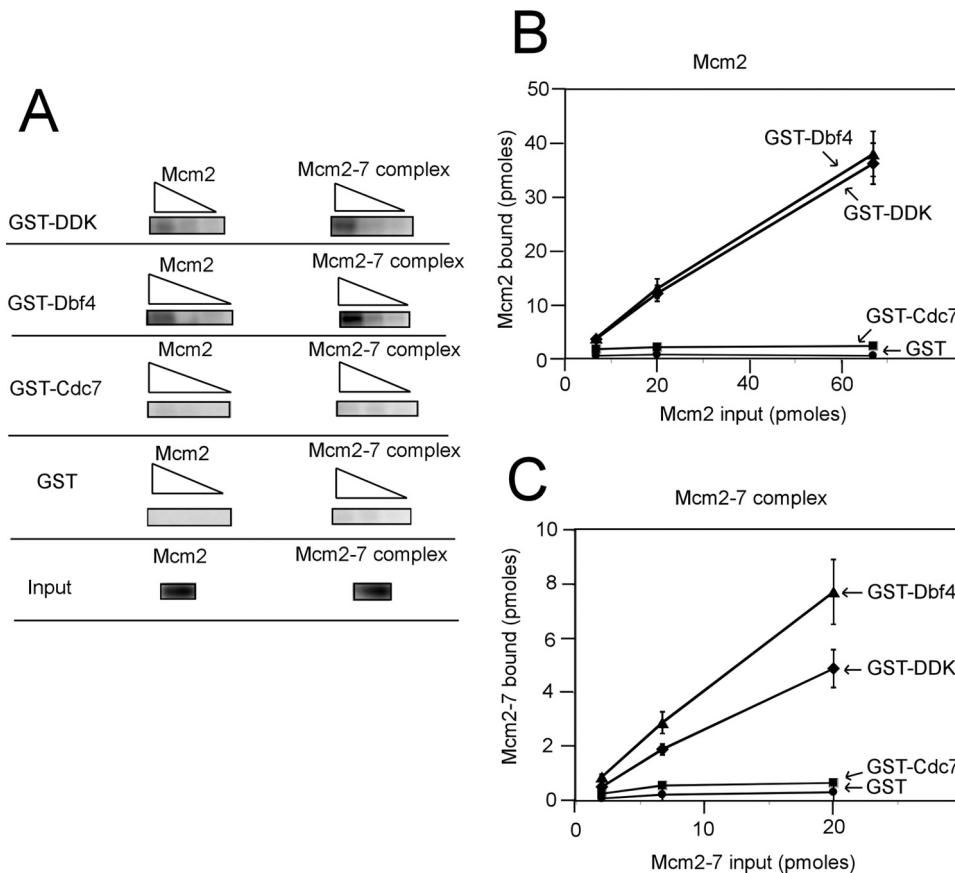 A
Mcm2 Mcm2-7 complex
GST-DDK
Mcm2 Mcm2-7 complex
GST-Dbf4
Mcm2 Mcm2-7 complex
GST-Cdc7
Mcm2 Mcm2-7 complex
GST
Mcm2 Mcm2-7 complex
Input
B
Mcm2
50
40
30
20
10
0
Mcm2 bound (pmoles)
GST-Dbf4
GST-DDK
GST-Cdc7
GST
0 20 40 60
Mcm2 input (pmoles)
C
Mcm2-7 complex
10
8
6
4
2
0
Mcm2-7 bound (pmoles)
GST-Dbf4
GST-DDK
GST-Cdc7
GST
0 10 20
Mcm2-7 input (pmoles)